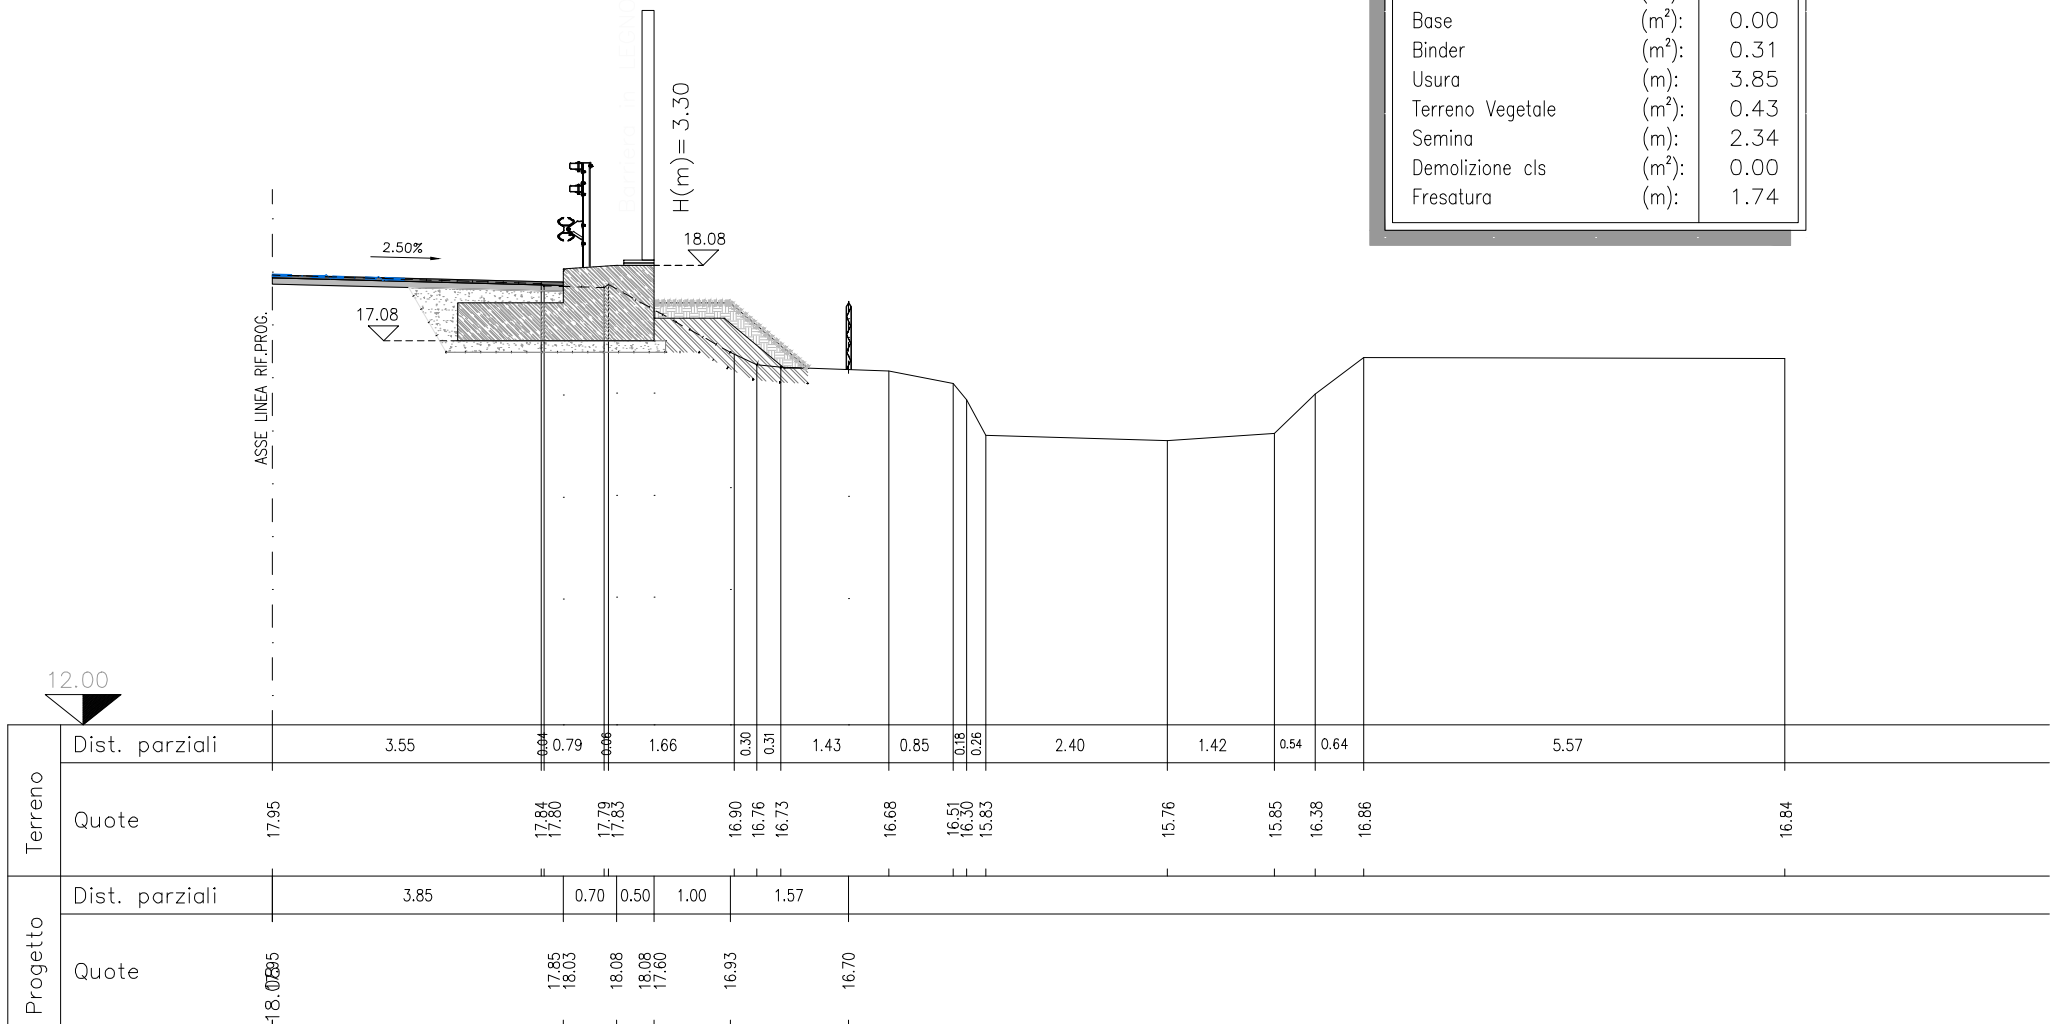 Base (m²): 0.00
Binder (m²): 0.31
Usura (m): 3.85
Terreno Vegetale (m²): 0.43
Semina (m): 2.34
Demolizione cls (m²): 0.00
Fresatura (m): 1.74
H(m)= 3.30
2.50%
18.08
17.08
ASSE LINEA RIF.PROG.
12.00
Terreno
Dist. parziali 3.55 0.04 0.79 0.06 1.66 0.30 0.31 1.43 0.85 0.18 0.26 2.40 1.42 0.54 0.64 5.57
Quote 17.95 17.84 17.80 17.79 17.83 16.90 16.76 16.73 16.68 16.51 16.30 15.83 15.76 15.85 16.38 16.86 16.84
Progetto
Dist. parziali 3.85 0.70 0.50 1.00 1.57
Quote 17.95 17.85 18.03 18.08 18.08 17.60 16.93 16.70